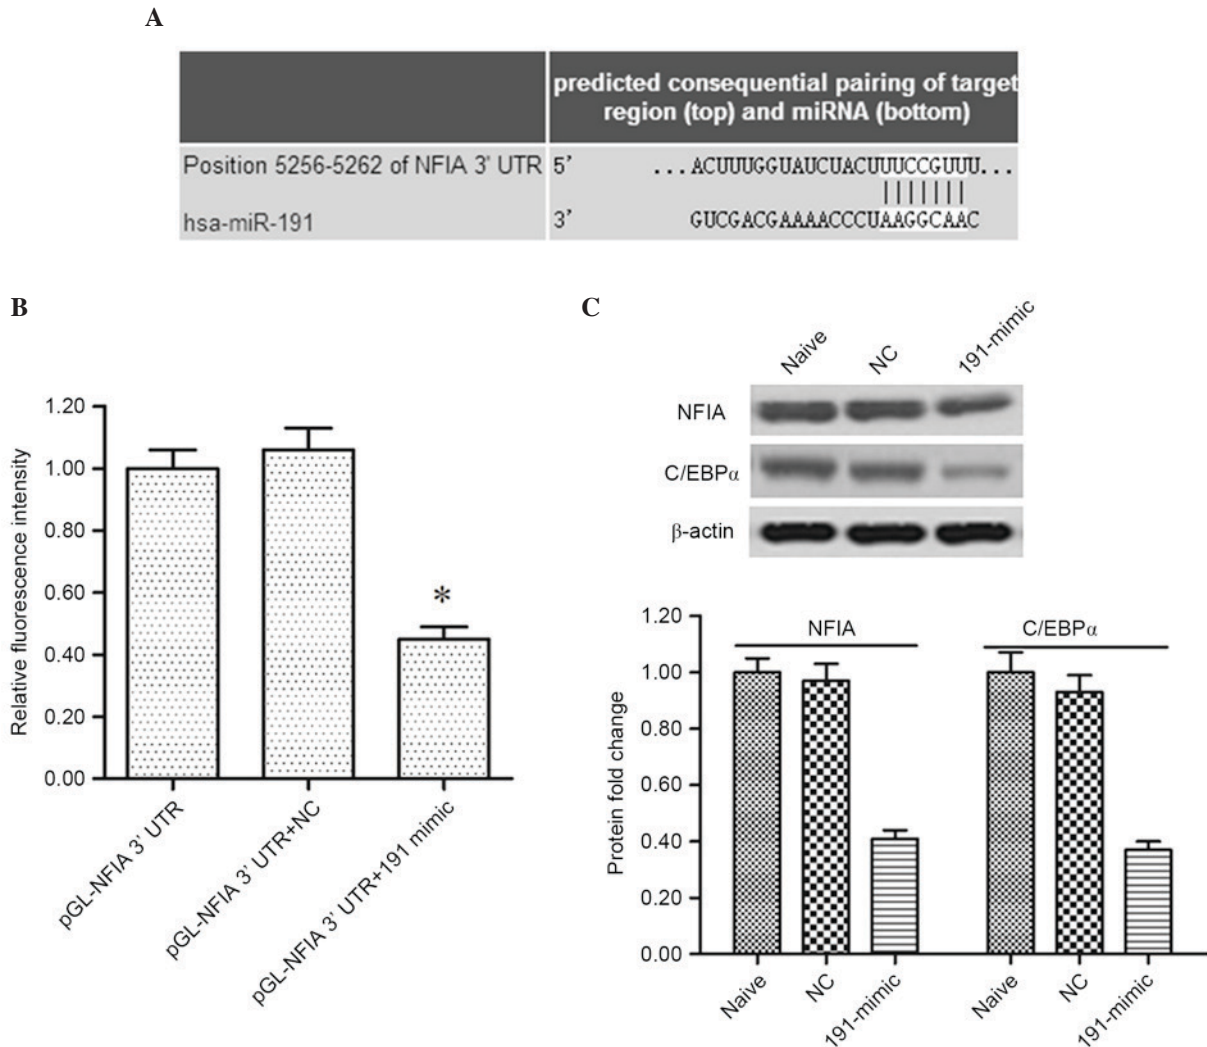 A
predicted consequential pairing of target
region (top) and miRNA (bottom)
Position 5256-5262 of NFIA 3' UTR 5' ...ACUUUGGUAUCUACUUUCCGUUU...
hsa-miR-191 3' GUCGACGAAAACCCUAAGGCAAC
B
Relative fluorescence intensity
1.20
1.00
0.80
0.60
0.40
0.20
0.00
*
pGL-NFIA 3' UTR
pGL-NFIA 3' UTR+NC
pGL-NFIA 3' UTR+191 mimic
C
Naive NC 191-mimic
NFIA
C/EBPα
β-actin
Protein fold change
1.20
1.00
0.80
0.60
0.40
0.20
0.00
NFIA C/EBPα
Naive NC 191-mimic Naive NC 191-mimic